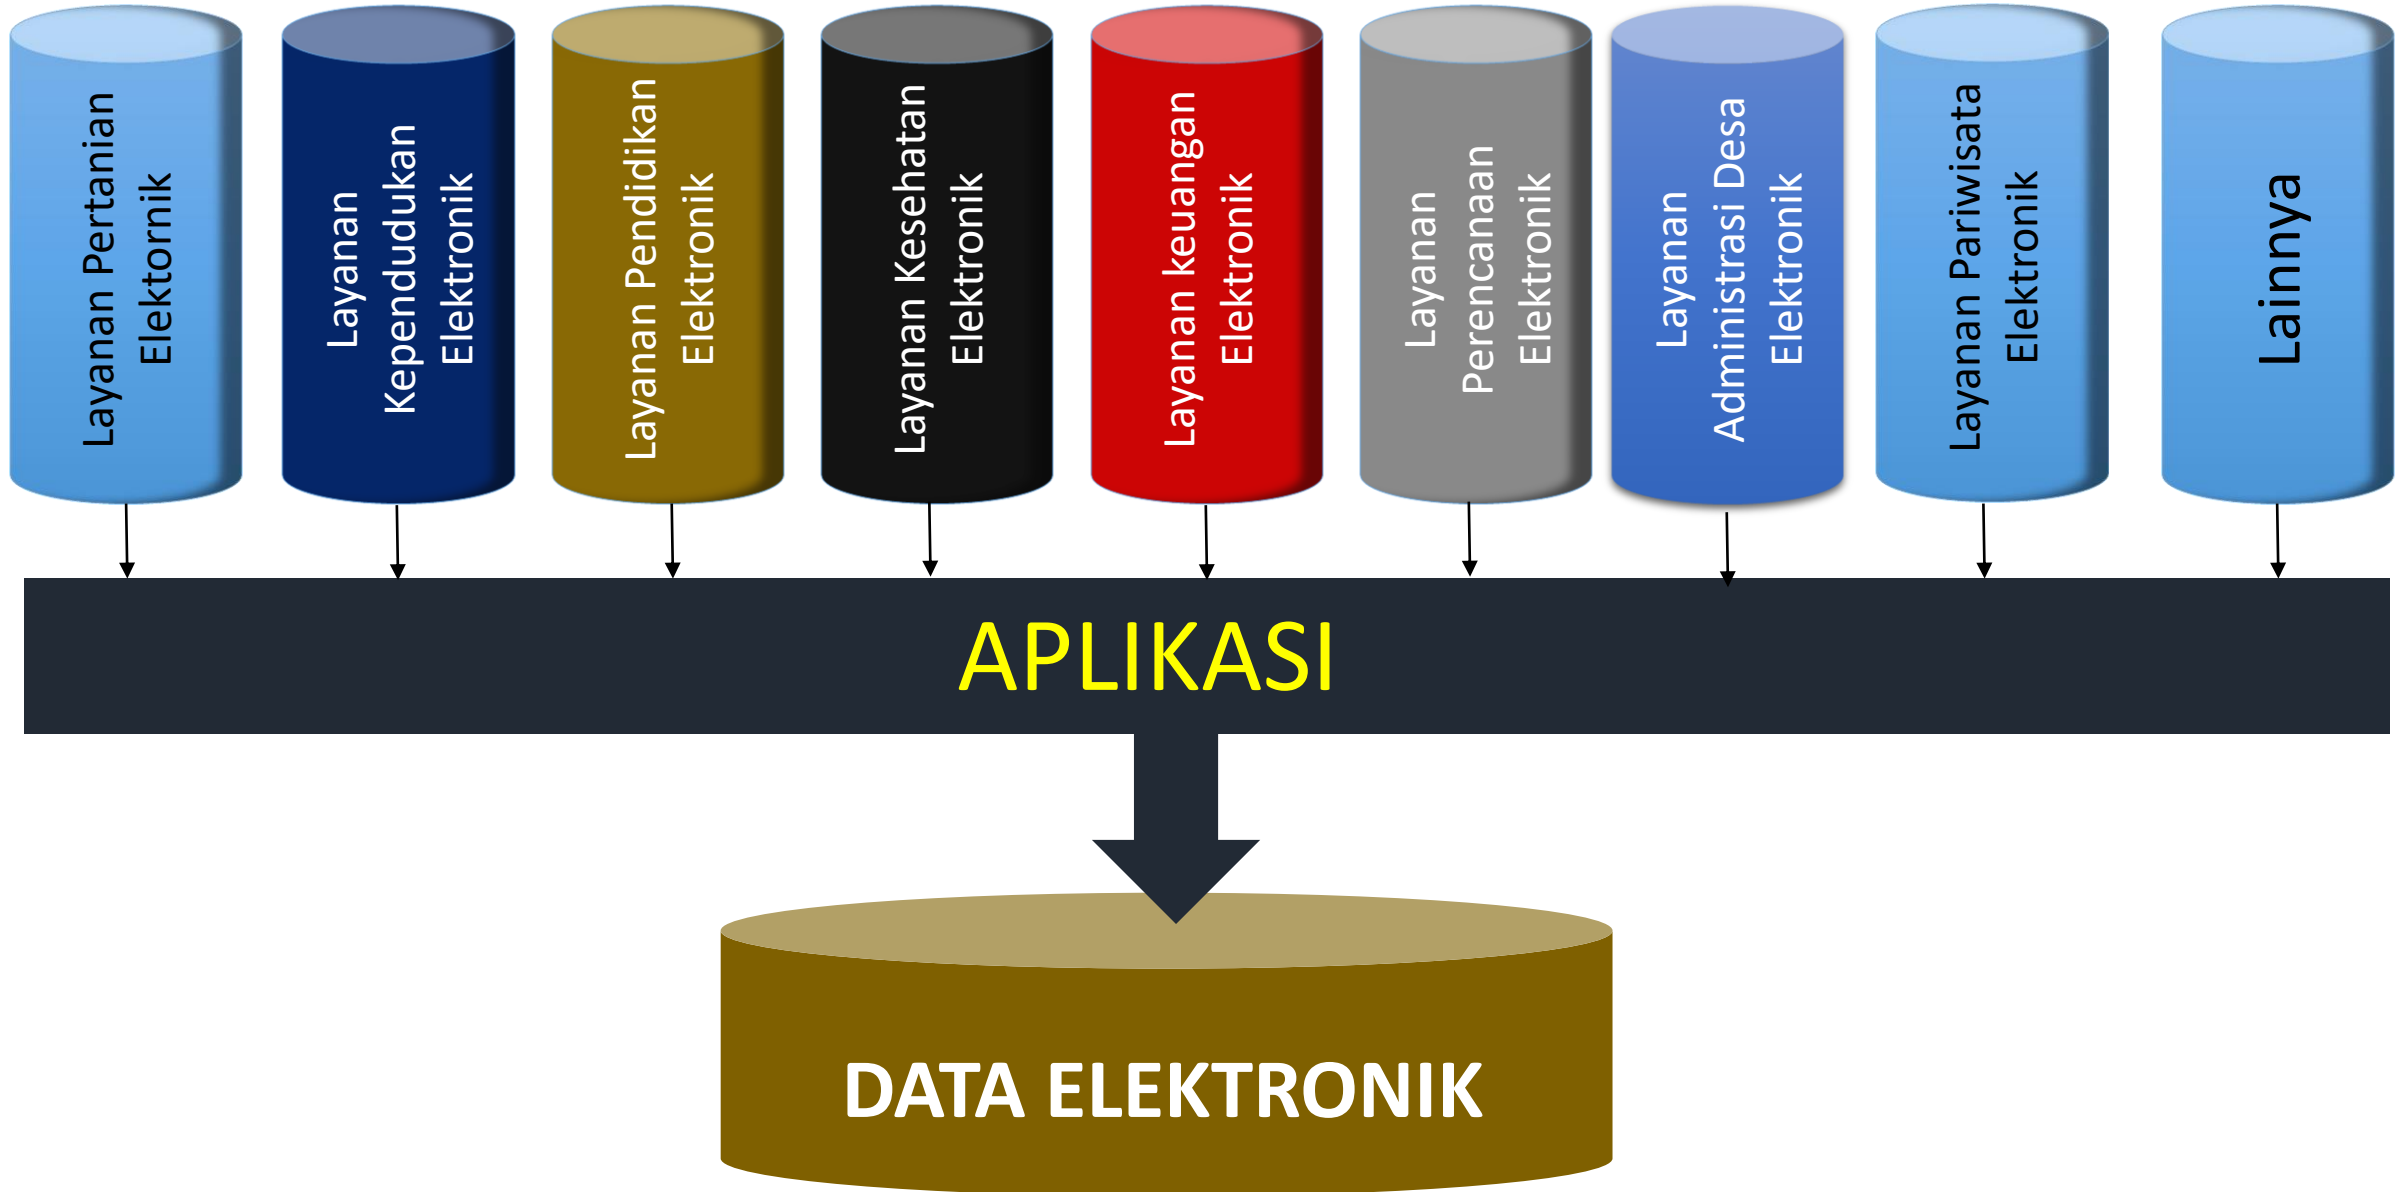 Layanan Pertanian
Elektornik
Layanan
Kependudukan
Elektronik
Layanan Pendidikan
Elektronik
Layanan Kesehatan
Elektronik
Layanan keuangan
Elektronik
Layanan
Perencanaan
Elektronik
Layanan
Administrasi Desa
Elektronik
Layanan Pariwisata
Elektronik
Lainnya
APLIKASI
DATA ELEKTRONIK